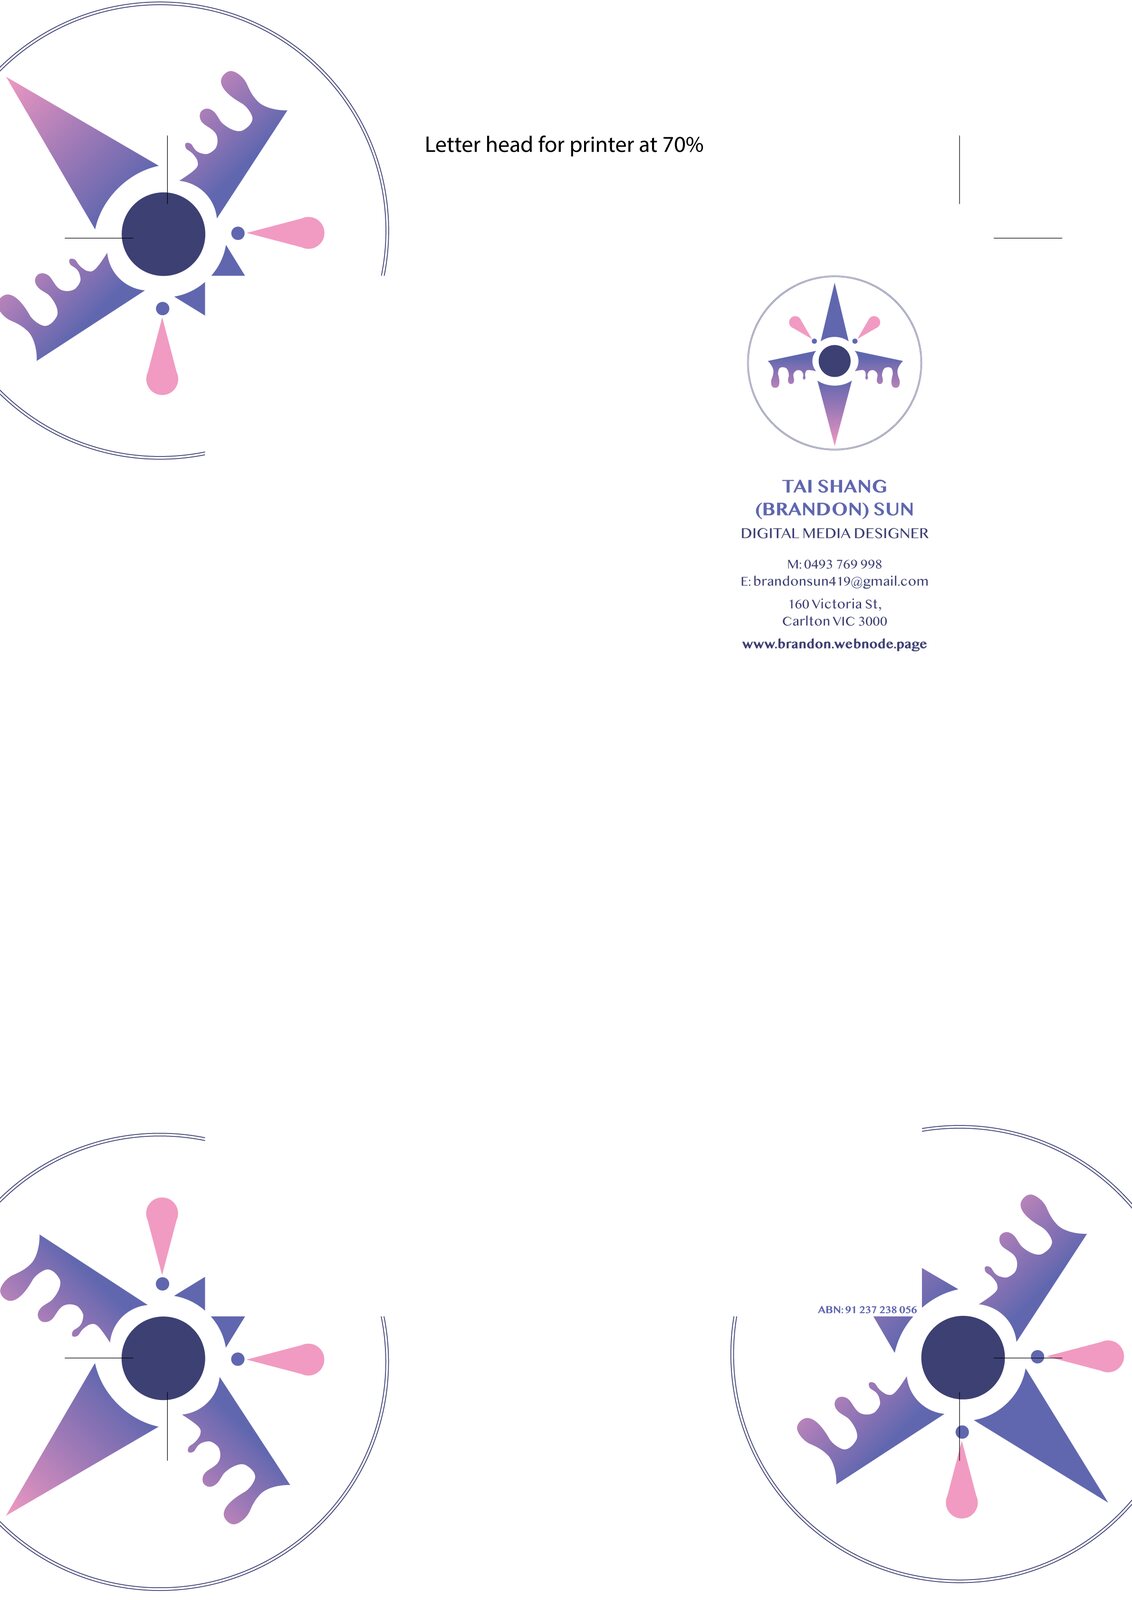 Letter head for printer at 70%
TAI SHANG
(BRANDON) SUN
DIGITAL MEDIA DESIGNER
M: 0493 769 998
E: brandonsun419@gmail.com
160 Victoria St,
Carlton VIC 3000
www.brandon.webnode.page
ABN: 91 237 238 056